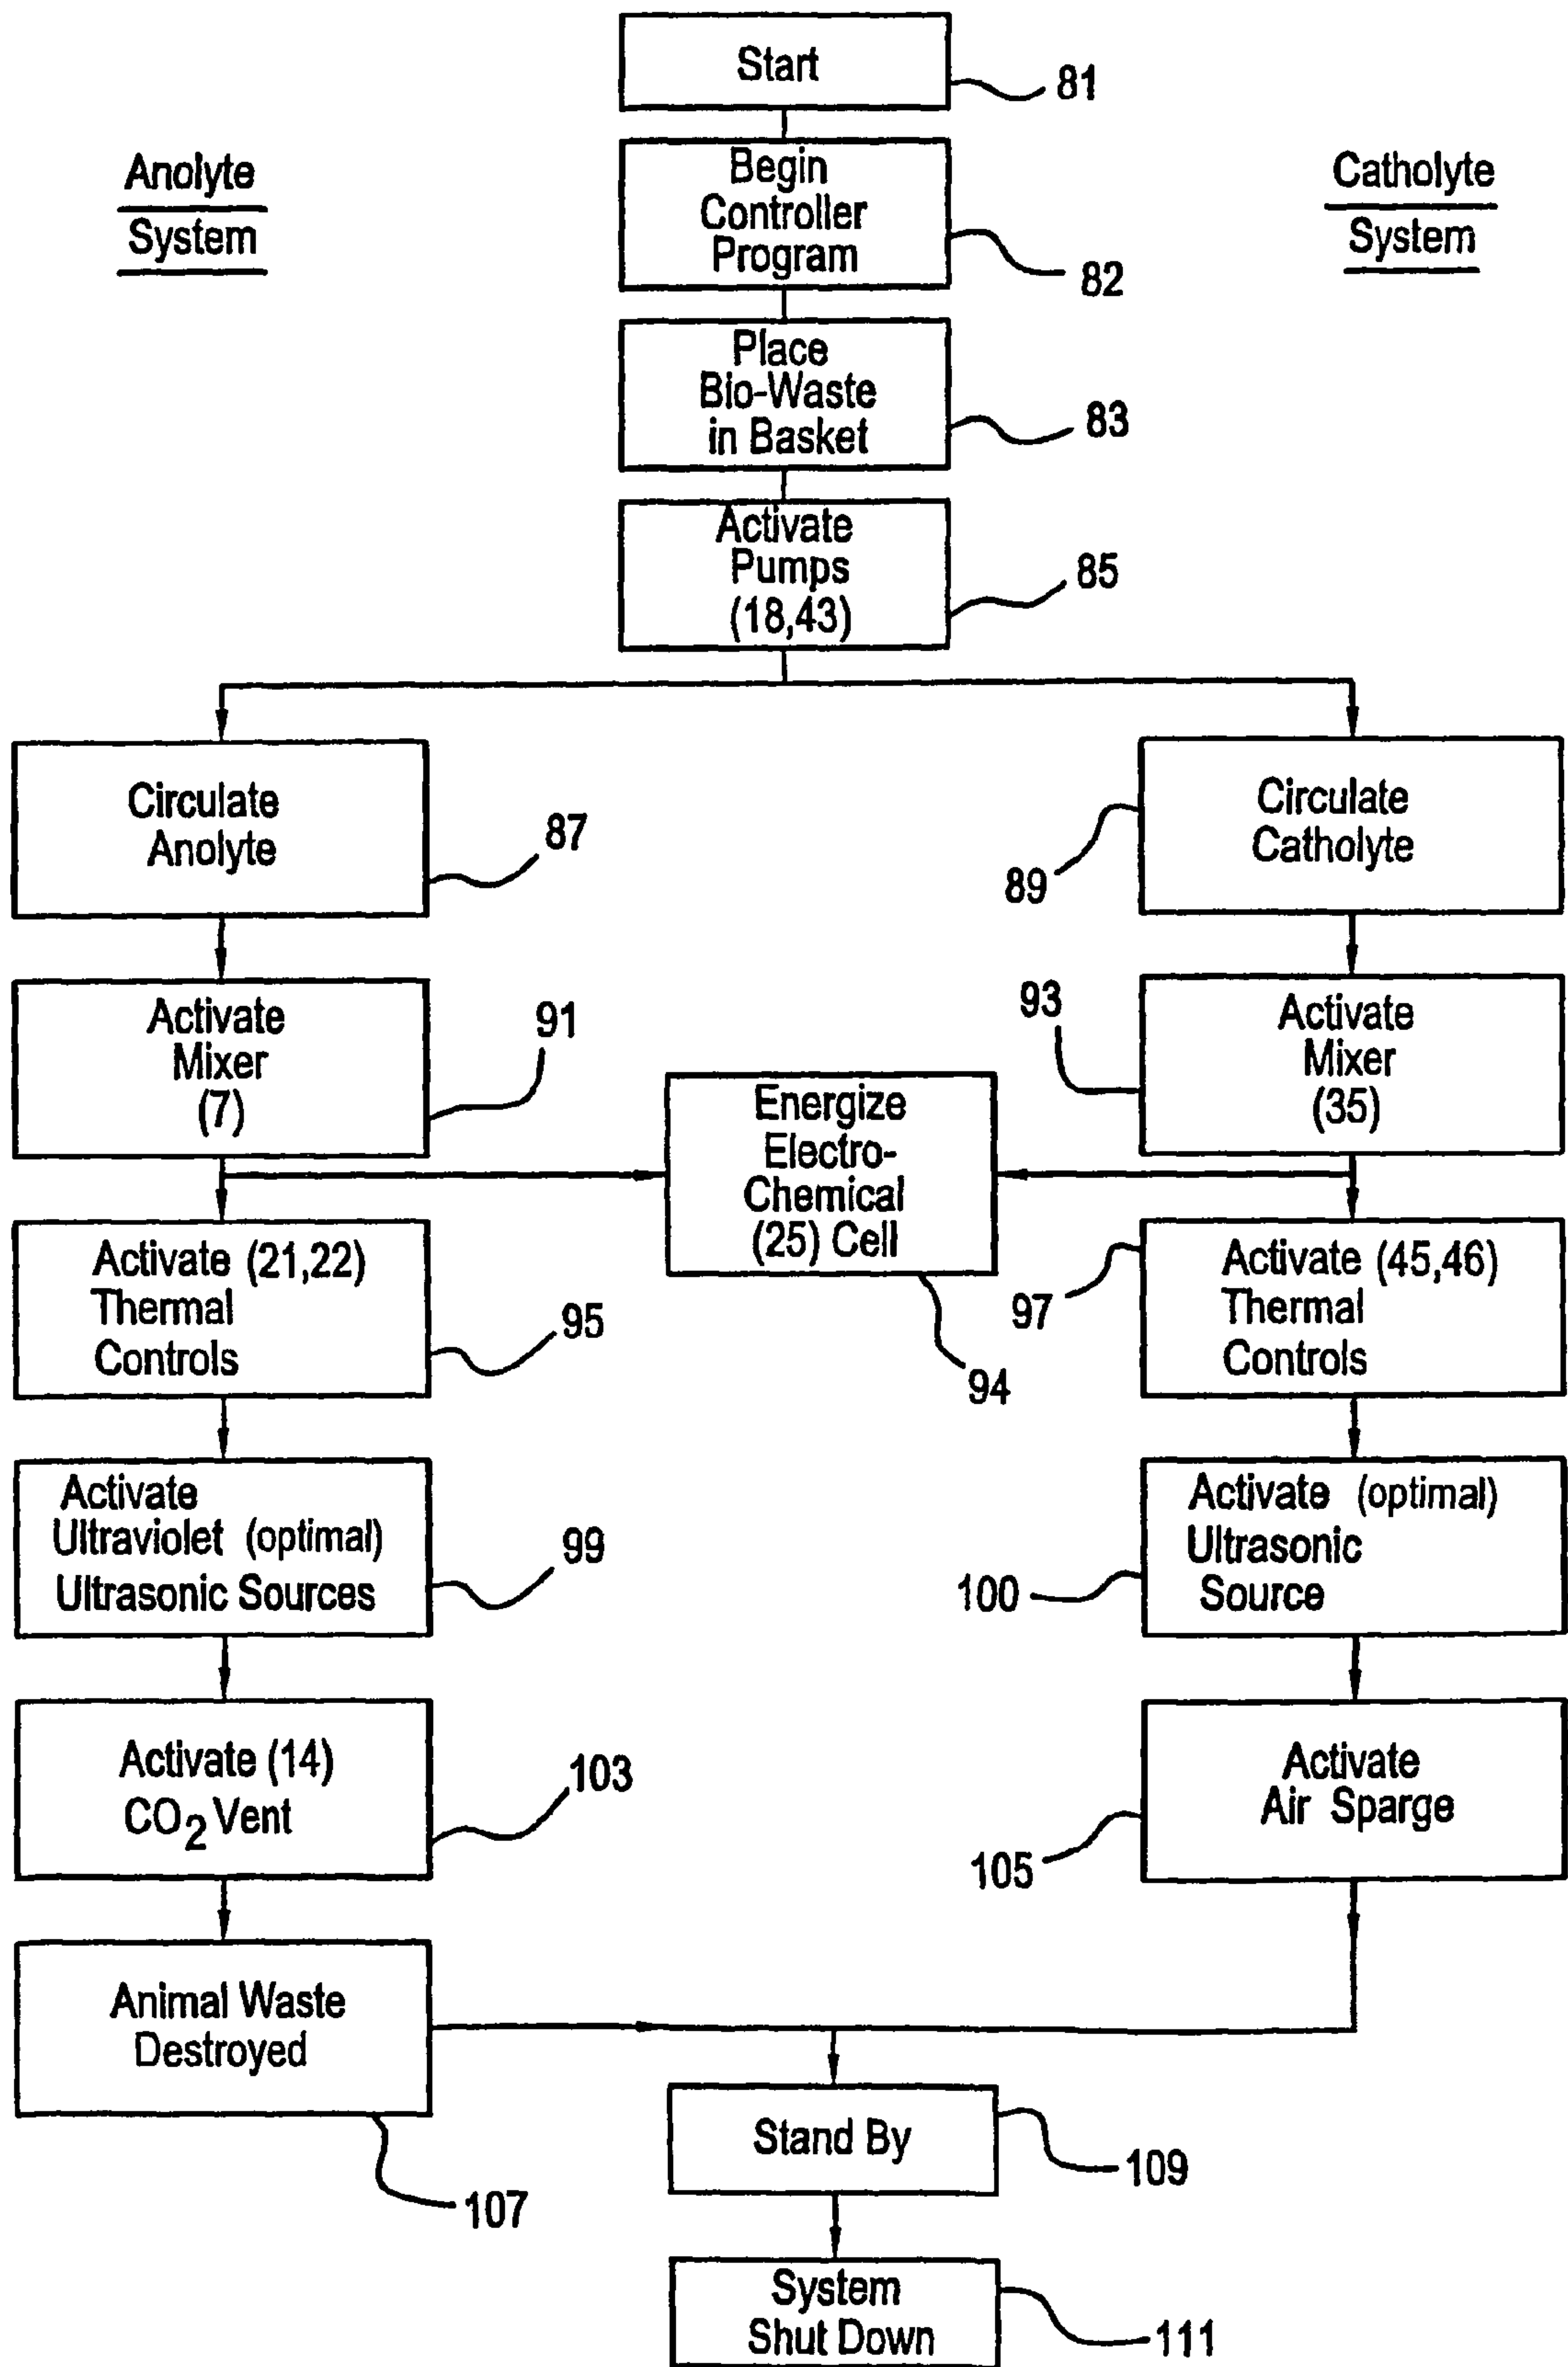 Start
81
Anolyte
System
Catholyte
System
Begin
Controller
Program
82
Place
Bio-Waste
in Basket
83
Activate
Pumps
(18,43)
85
Circulate
Anolyte
87
Circulate
Catholyte
89
Activate
Mixer
(7)
91
Activate
Mixer
(35)
93
Energize
Electro-
Chemical
(25) Cell
94
Activate (21,22)
Thermal
Controls
95
Activate (45,46)
Thermal
Controls
97
Activate
Ultraviolet (optimal)
Ultrasonic Sources
99
Activate (optimal)
Ultrasonic
Source
100
Activate (14)
CO2 Vent
103
Activate
Air Sparge
105
Animal Waste
Destroyed
107
Stand By
109
System
Shut Down
111